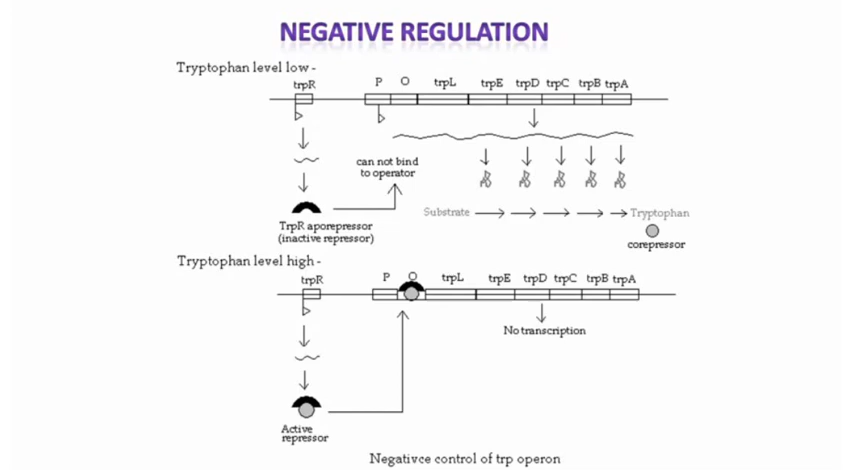 NEGATIVE REGULATION
Tryptophan level low -
trpR
P O trpL trpE trpD trpC trpB trpA
can not bind
to operator
TrpR aporepressor
(inactive repressor)
Substrate
Tryptophan
corepressor
Tryptophan level high -
trpR
P O trpL trpE trpD trpC trpB trpA
No transcription
Active
repressor
Negativce control of trp operon